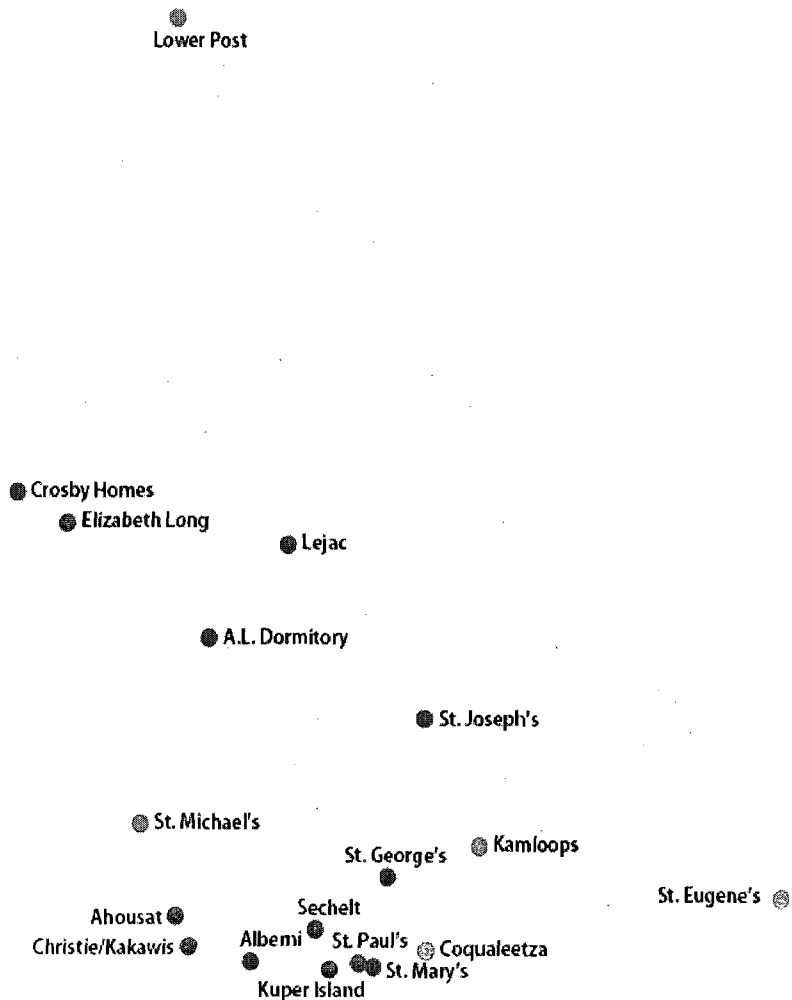 Lower Post
Crosby Homes
Elizabeth Long
Lejac
A.L. Dormitory
St. Joseph's
St. Michael's
Kamloops
St. George's
St. Eugene's
Sechelt
Ahousat
Alberni
St. Paul's
Christie/Kakawis
Coqualeetza
St. Mary's
Kuper Island